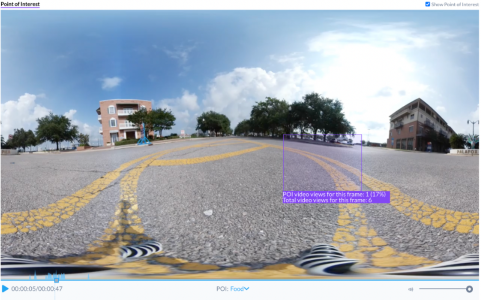 Point of Interest
Show Point of Interest
POI video views for this frame: 1 (17%)
Total video views for this frame: 6
00:00:05/00:00:47
POI: Food